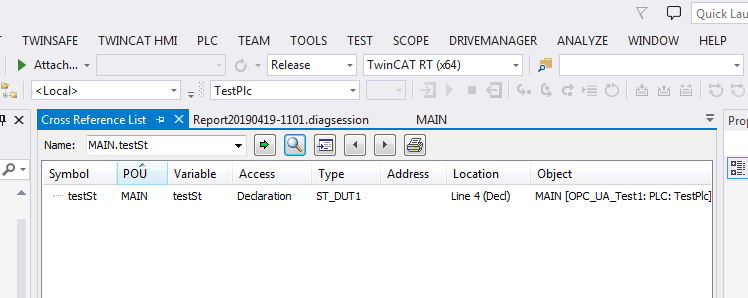 Quick Lau
TWINSAFE TWINCAT HMI PLC TEAM TOOLS TEST SCOPE DRIVEMANAGER ANALYZE WINDOW HELP
Attach... Release TwinCAT RT (x64)
<Local> TestPlc
Cross Reference List Report20190419-1101.diagsession MAIN Prop
Name: MAIN.testSt
Symbol POU Variable Access Type Address Location Object
testSt MAIN testSt Declaration ST_DUT1 Line 4 (Decl) MAIN [OPC_UA_Test1: PLC: TestPlc]